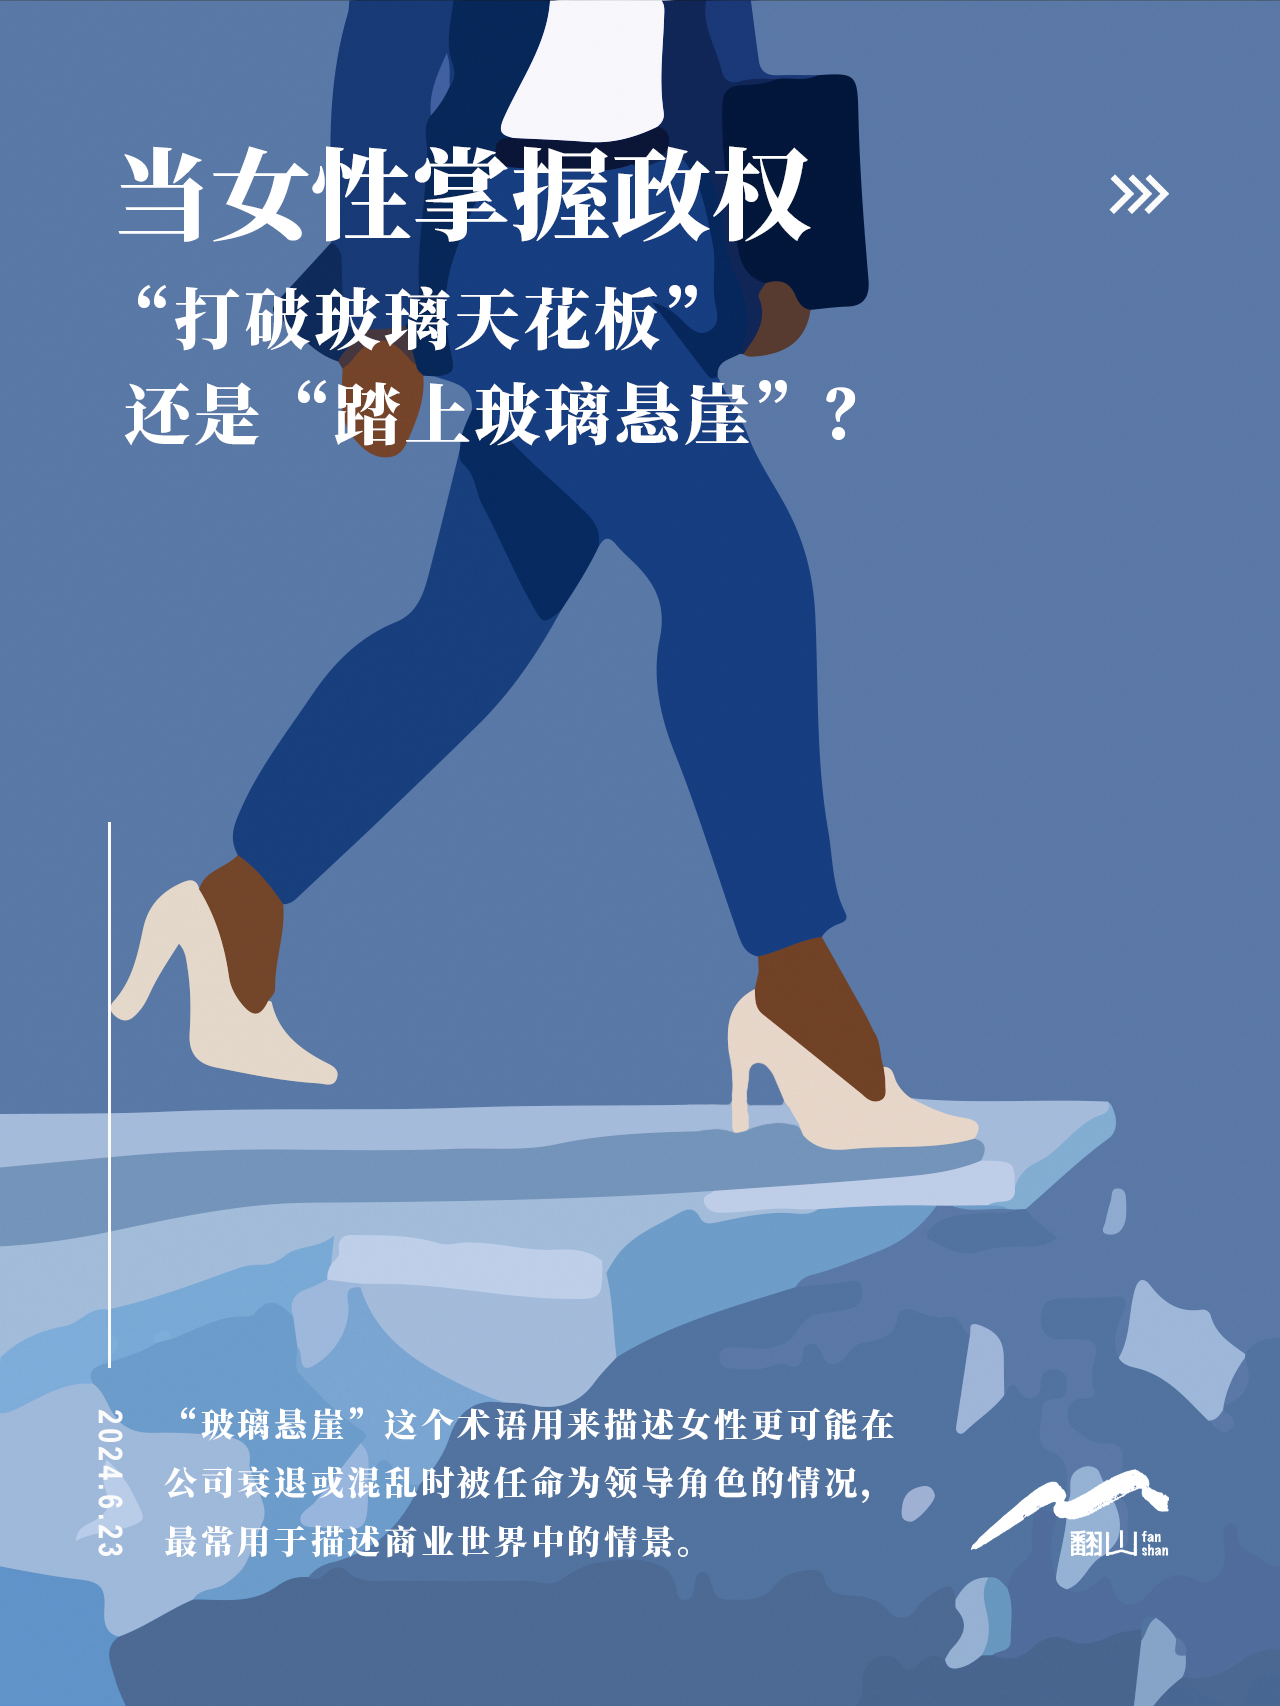 当女性掌握政权
“打破玻璃天花板”
还是“踏上玻璃悬崖”？
“玻璃悬崖”这个术语用来描述女性更可能在
公司衰退或混乱时被任命为领导角色的情况，
最常用于描述商业世界中的情景。
2024.6.23
翻山 fan
shan